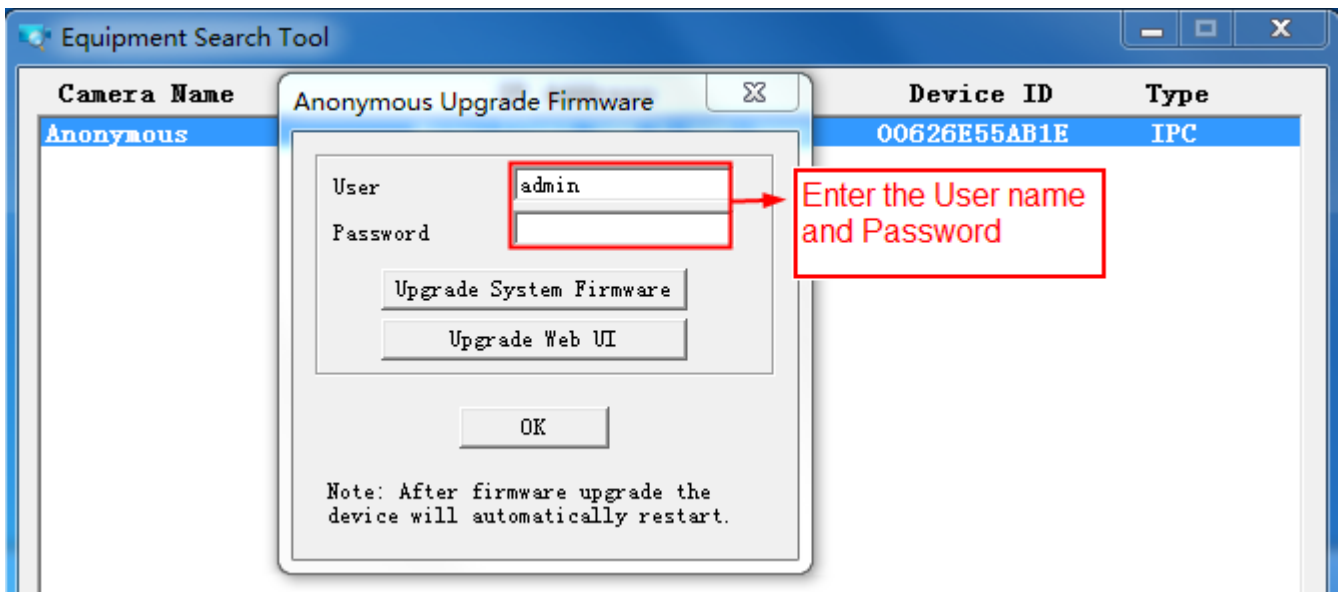 Equipment Search Tool
Camera Name Device ID Type
Anonymous 00626E55AB1E IPC
Anonymous Upgrade Firmware
User admin
Password
Enter the User name
and Password
Upgrade System Firmware
Upgrade Web UI
OK
Note: After firmware upgrade the
device will automatically restart.